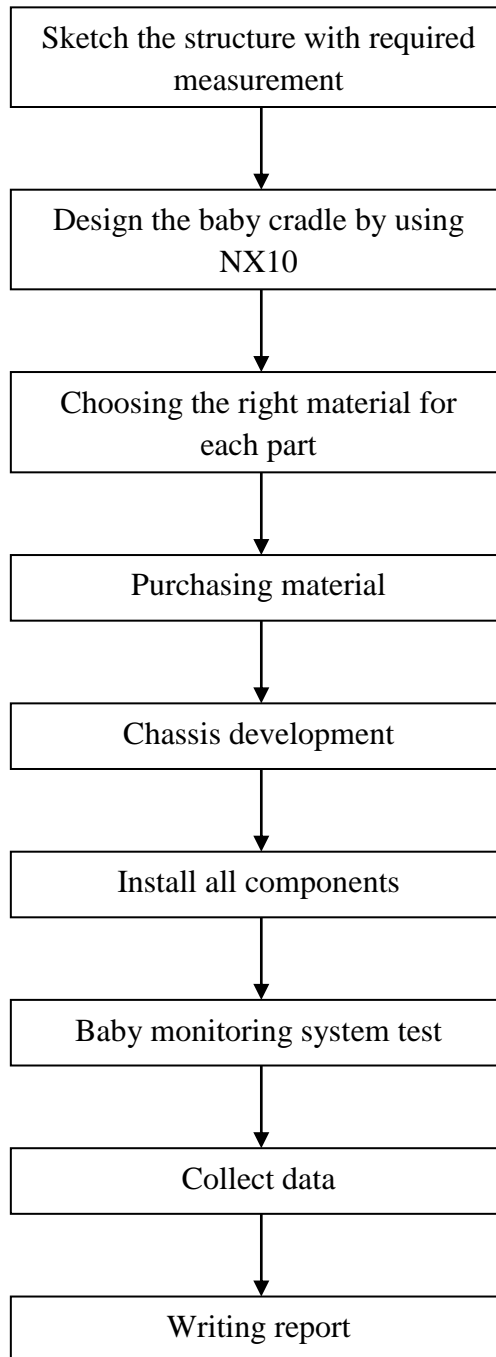 Sketch the structure with required
measurement
Design the baby cradle by using
NX10
Choosing the right material for
each part
Purchasing material
Chassis development
Install all components
Baby monitoring system test
Collect data
Writing report